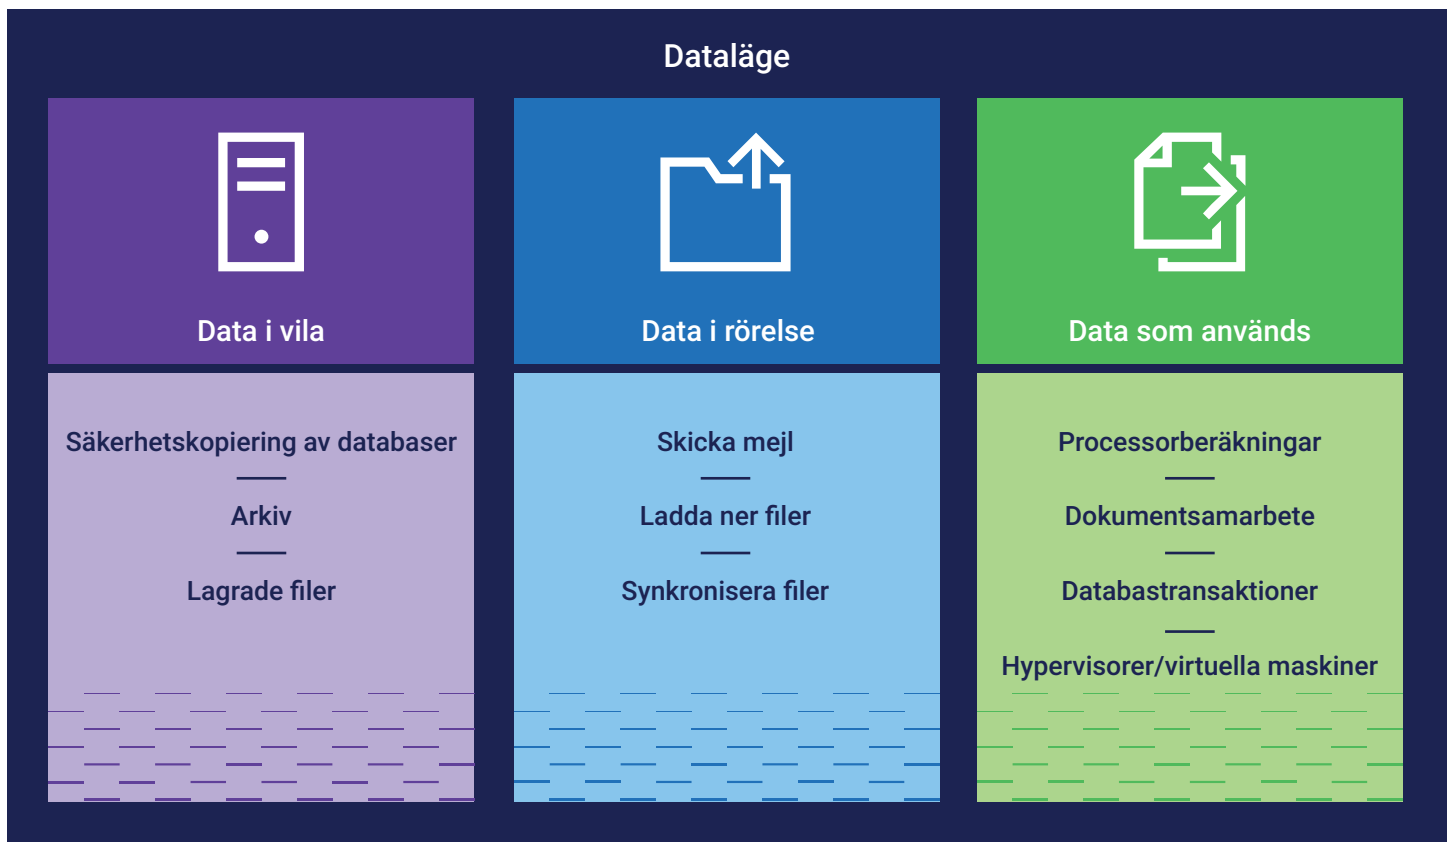 Dataläge
Data i vila
Säkerhetskopiering av databaser
Arkiv
Lagrade filer
Data i rörelse
Skicka mejl
Ladda ner filer
Synkronisera filer
Data som används
Processorberäkningar
Dokumentsamarbete
Databastransaktioner
Hypervisorer/virtuella maskiner